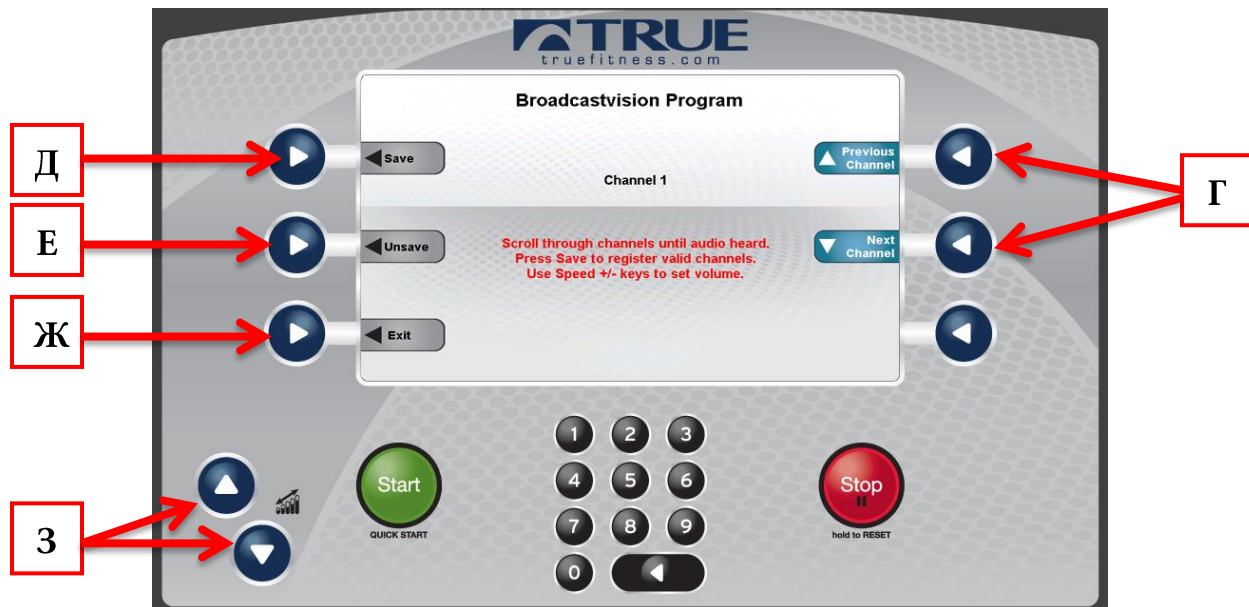 TRUE
truefitness.com
Broadcastvision Program
Д
Save
Previous
Channel
Channel 1
Г
Е
Unsave
Scroll through channels until audio heard.
Press Save to register valid channels.
Use Speed +/- keys to set volume.
Next
Channel
Ж
Exit
1 2 3
4 5 6
7 8 9
0
Start
QUICK START
Stop
hold to RESET
З